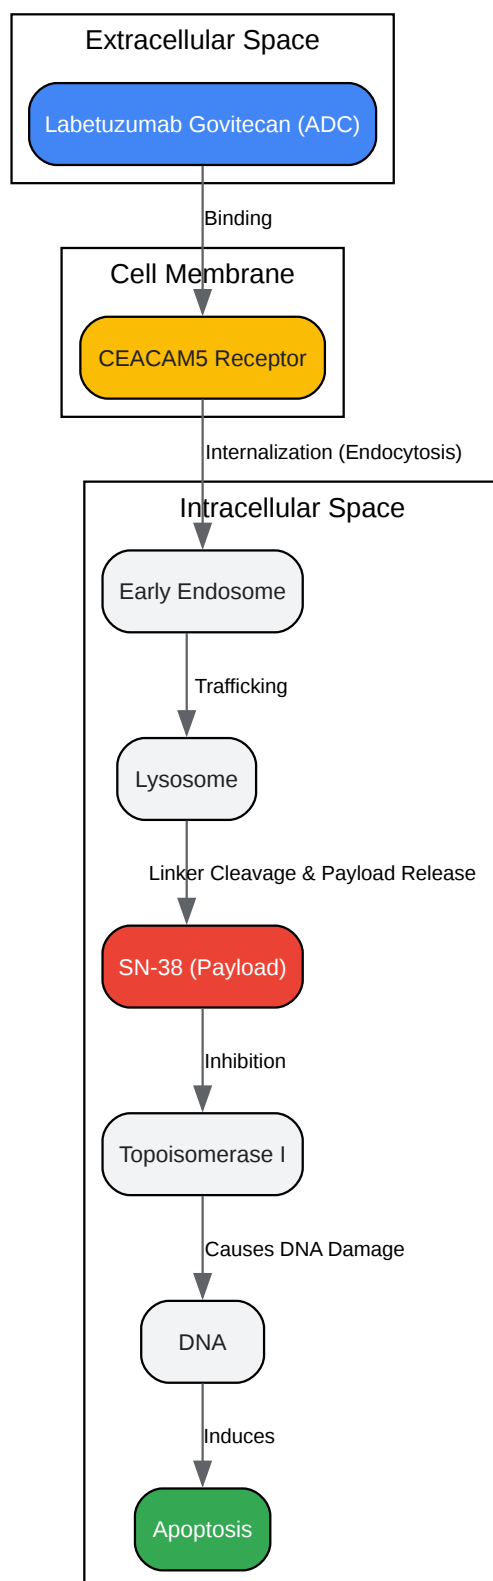 Extracellular Space
Labetuzumab Govitecan (ADC)
Binding
Cell Membrane
CEACAM5 Receptor
Internalization (Endocytosis)
Intracellular Space
Early Endosome
Trafficking
Lysosome
Linker Cleavage & Payload Release
SN-38 (Payload)
Inhibition
Topoisomerase I
Causes DNA Damage
DNA
Induces
Apoptosis